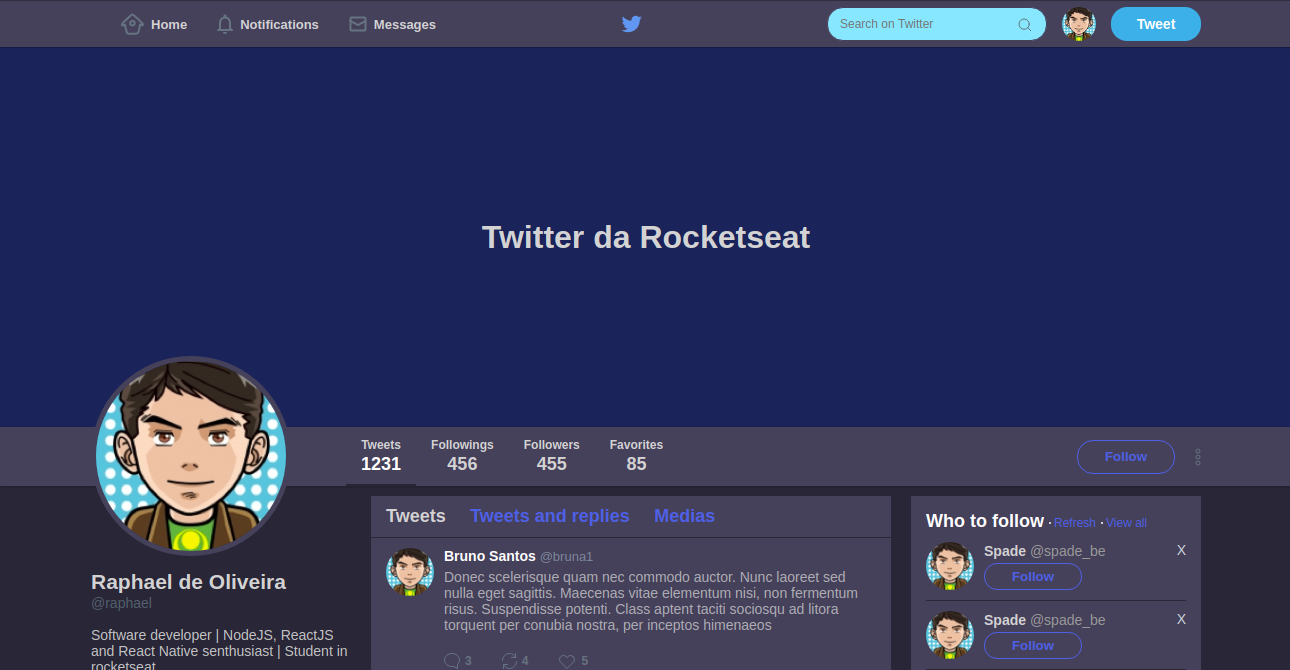 Home Notifications Messages Search on Twitter Tweet
Twitter da Rocketseat
Tweets Followings Followers Favorites
1231 456 455 85
Follow
Raphael de Oliveira
@raphael
Software developer | NodeJS, ReactJS
and React Native senthusiast | Student in
rocketseat
Tweets Tweets and replies Medias
Bruno Santos @bruna1
Donec scelerisque quam nec commodo auctor. Nunc laoreet sed
nulla eget sagittis. Maecenas vitae elementum nisi, non fermentum
risus. Suspendisse potenti. Class aptent taciti sociosqu ad litora
torquent per conubia nostra, per inceptos himenaeos
3 4 5
Who to follow · Refresh · View all
Spade @spade_be X
Follow
Spade @spade_be X
Follow